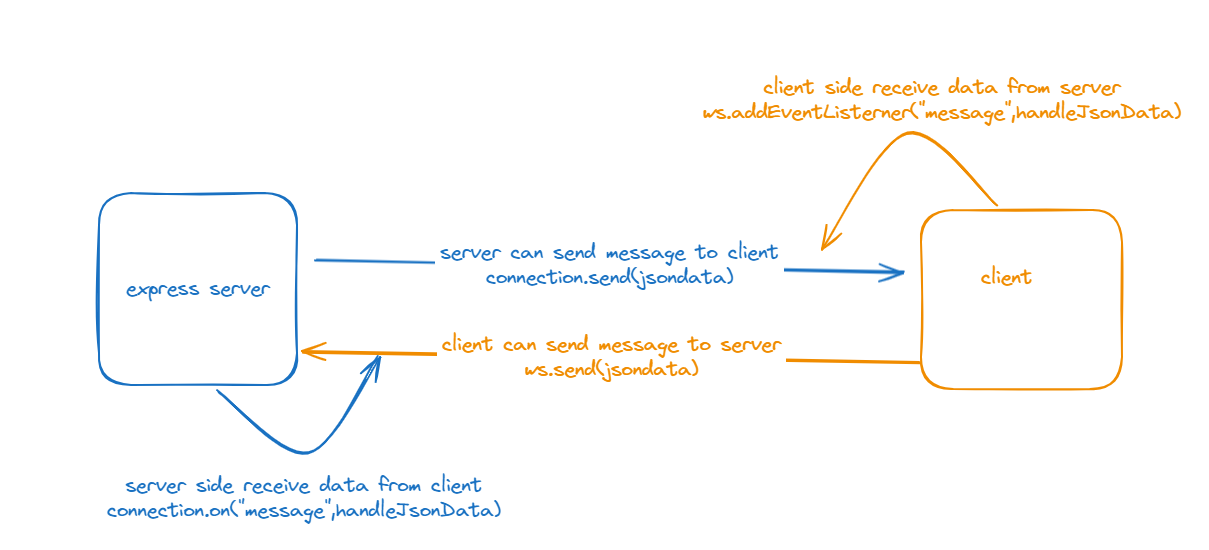 client side receive data from server
ws.addEventListerner("message",handleJsonData)
server can send message to client
connection.send(jsondata)
express server
client
client can send message to server
ws.send(jsondata)
server side receive data from client
connection.on("message",handleJsonData)